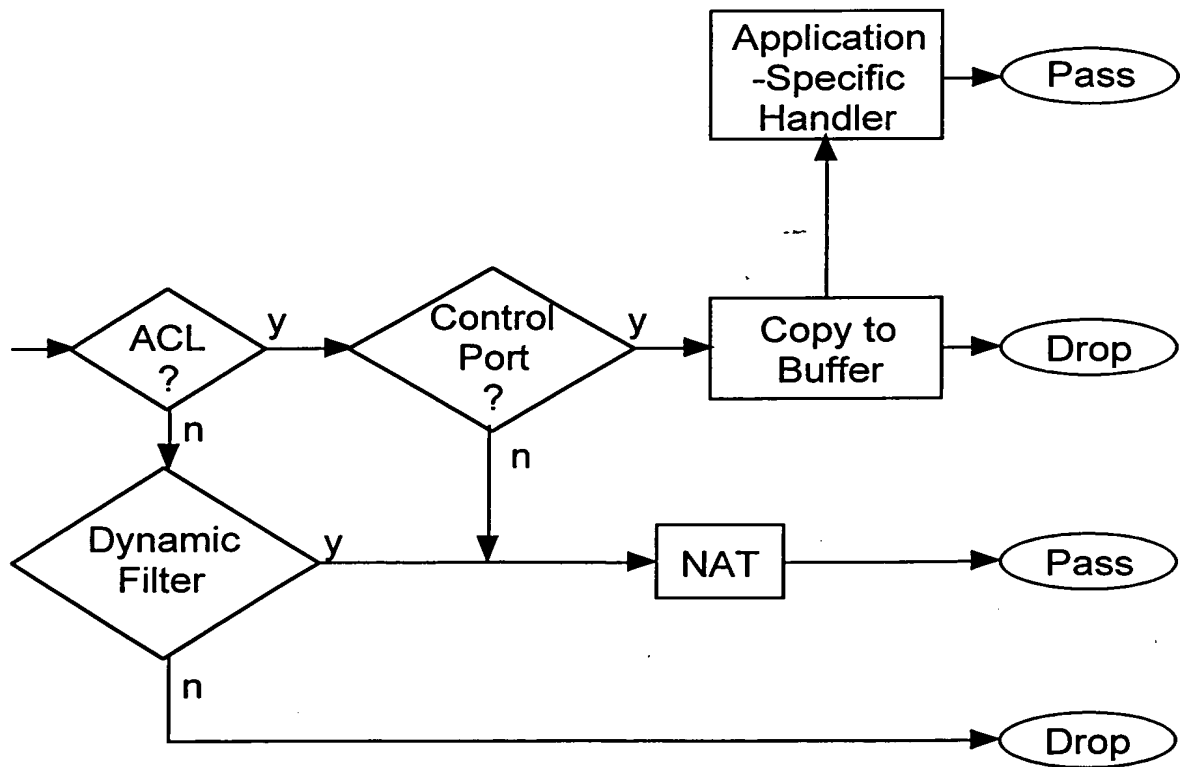 Application
-Specific
Handler
Pass
ACL
?
y
Control
Port
?
y
Copy to
Buffer
Drop
n
n
Dynamic
Filter
y
NAT
Pass
n
Drop